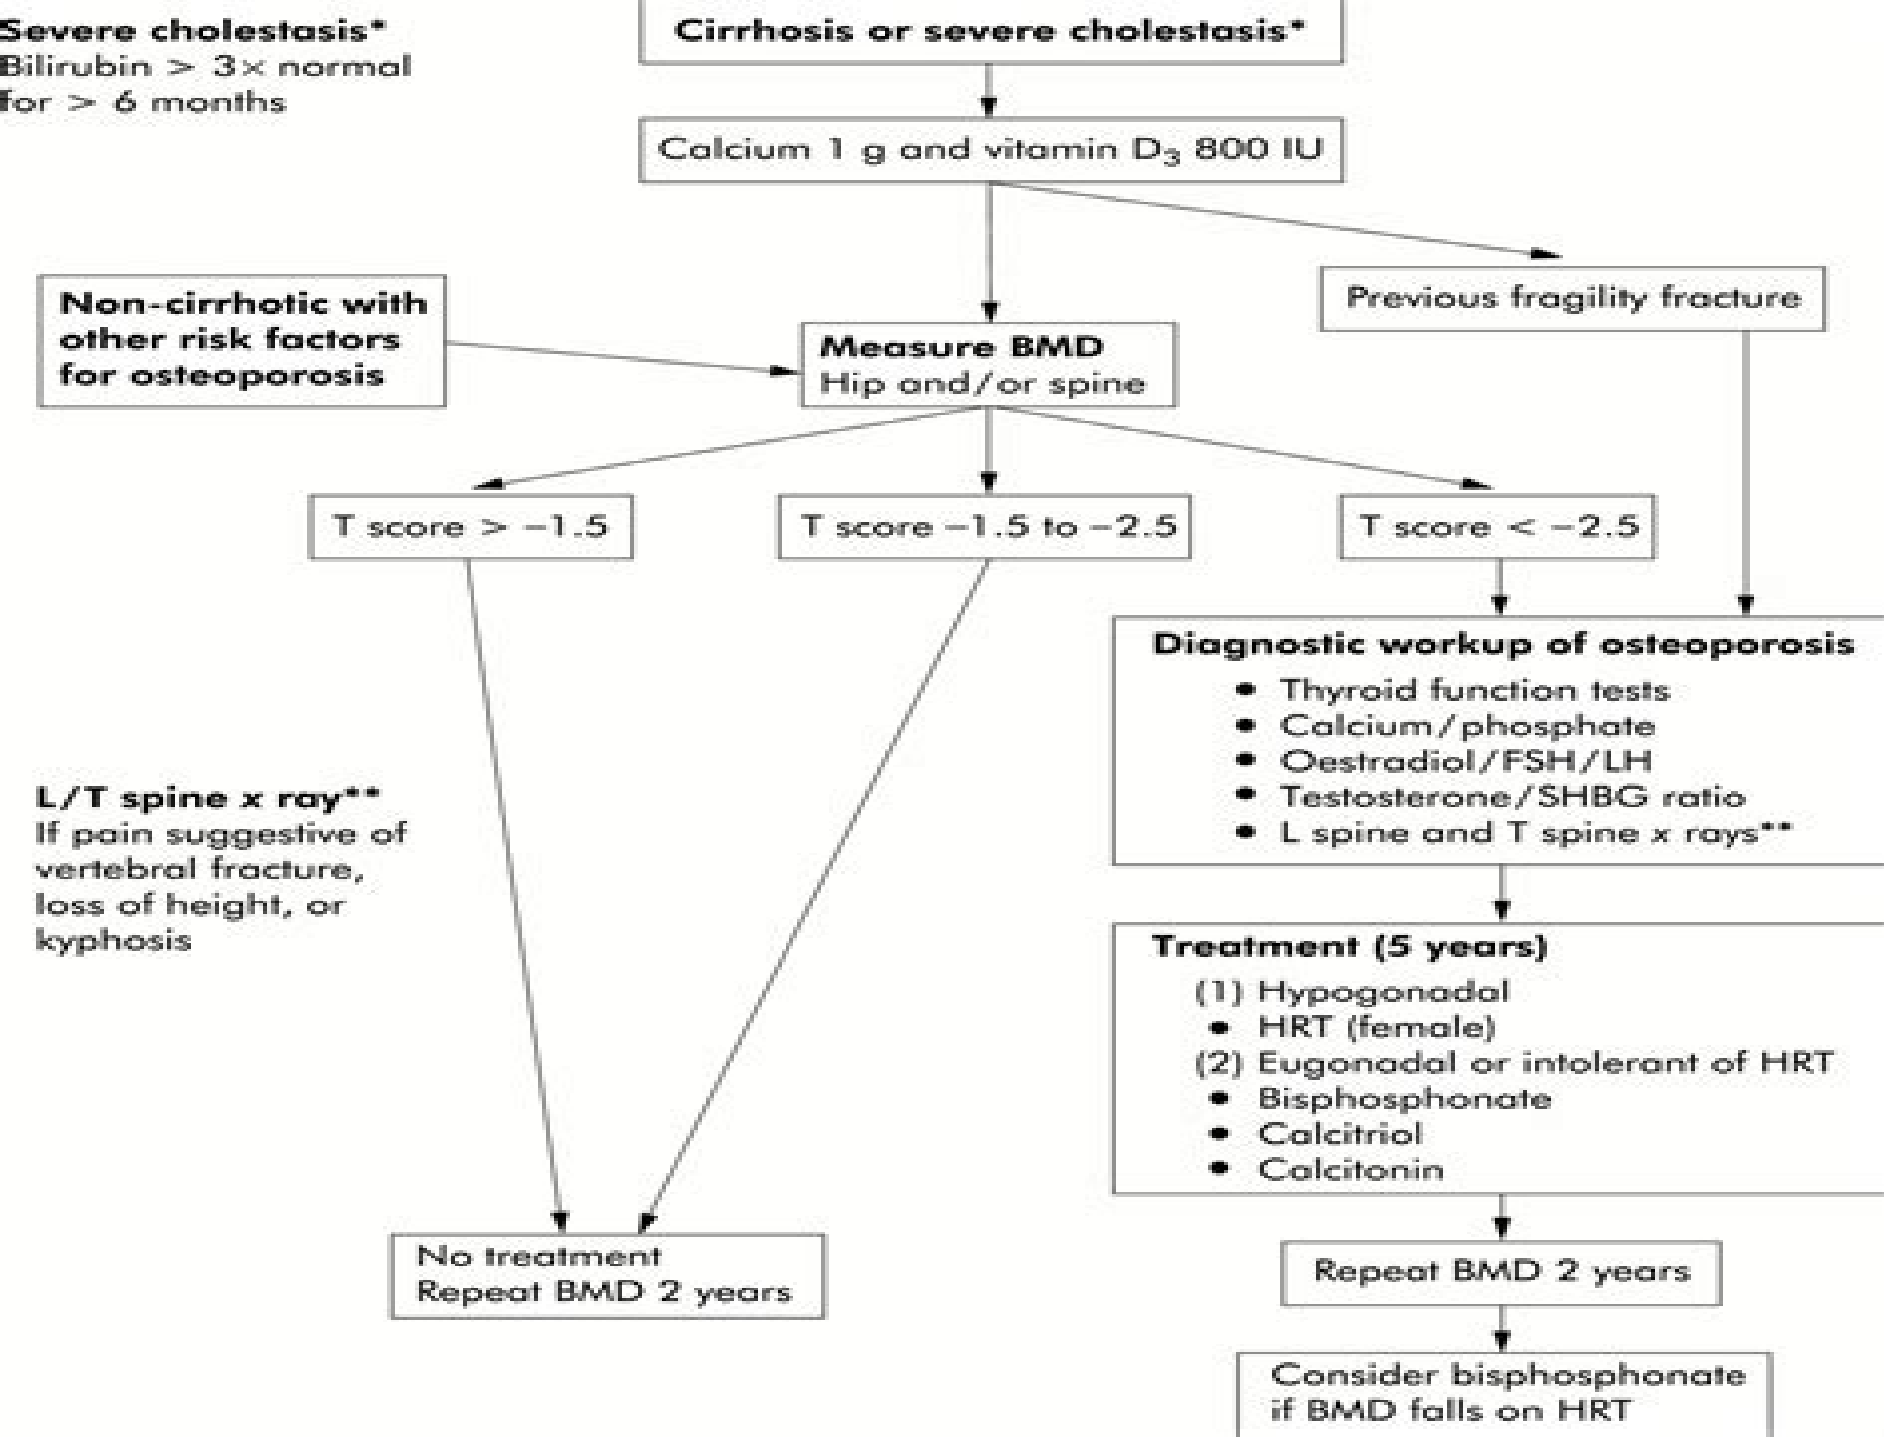 Severe cholestasis*
Bilirubin > 3× normal
for > 6 months
Cirrhosis or severe cholestasis*
Calcium 1 g and vitamin D₃ 800 IU
Previous fragility fracture
Non-cirrhotic with
other risk factors
for osteoporosis
Measure BMD
Hip and/or spine
T score > −1.5
T score −1.5 to −2.5
T score < −2.5
Diagnostic workup of osteoporosis
• Thyroid function tests
• Calcium/phosphate
• Oestradiol/FSH/LH
• Testosterone/SHBG ratio
• L spine and T spine x rays**
L/T spine x ray**
If pain suggestive of
vertebral fracture,
loss of height, or
kyphosis
Treatment (5 years)
(1) Hypogonadal
• HRT (female)
(2) Eugonadal or intolerant of HRT
• Bisphosphonate
• Calcitriol
• Calcitonin
No treatment
Repeat BMD 2 years
Repeat BMD 2 years
Consider bisphosphonate
if BMD falls on HRT